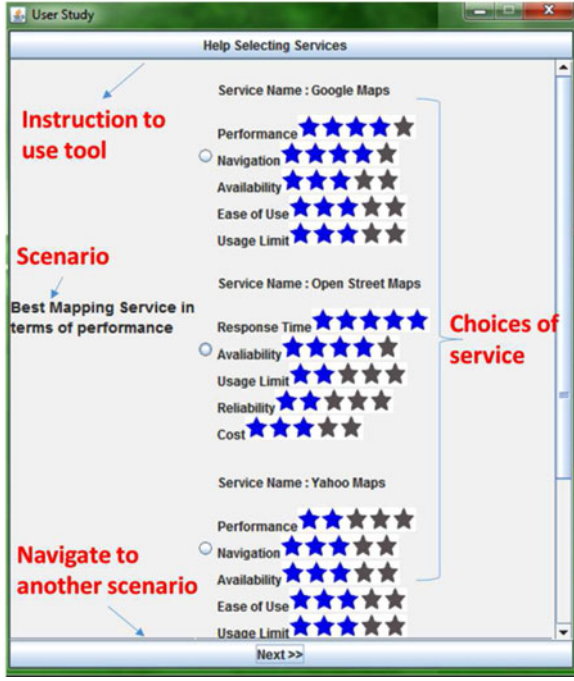 User Study
Help Selecting Services
Instruction to
use tool
Scenario
Best Mapping Service in
terms of performance
Navigate to
another scenario
Service Name : Google Maps
Performance
Navigation
Availability
Ease of Use
Usage Limit
Service Name : Open Street Maps
Response Time
Avaliability
Usage Limit
Reliability
Cost
Service Name : Yahoo Maps
Performance
Navigation
Availability
Ease of Use
Usage Limit
Choices of
service
Next >>